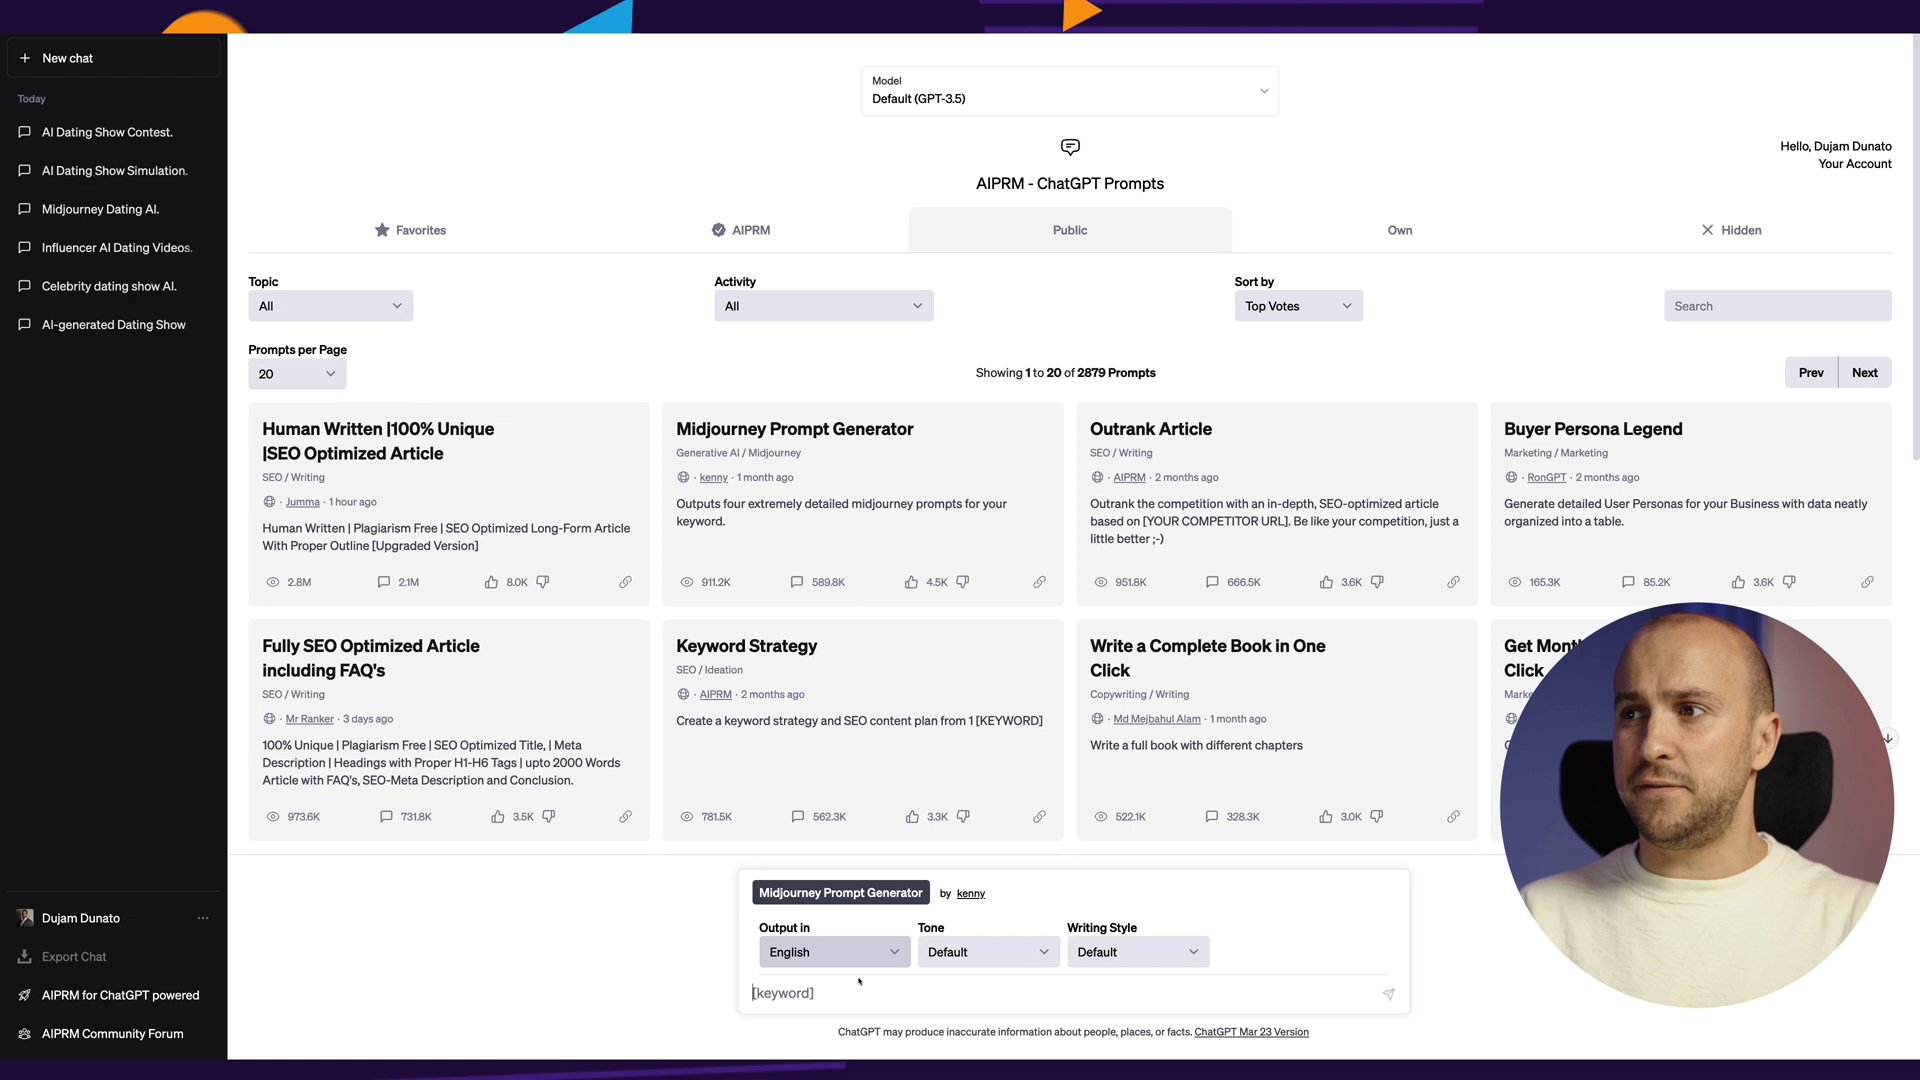 New chat
Today
AI Dating Show Contest.
AI Dating Show Simulation.
Midjourney Dating AI.
Influencer AI Dating Videos.
Celebrity dating show AI.
AI-generated Dating Show
Dujam Dunato
Export Chat
AIPRM for ChatGPT powered
AIPRM Community Forum
Model
Default (GPT-3.5)
Hello, Dujam Dunato
Your Account
AIPRM - ChatGPT Prompts
Favorites
AIPRM
Public
Own
Hidden
Topic
All
Activity
All
Sort by
Top Votes
Search
Prompts per Page
20
Showing 1 to 20 of 2879 Prompts
Prev
Next
Human Written |100% Unique
|SEO Optimized Article
SEO / Writing
· Jumma · 1 hour ago
Human Written | Plagiarism Free | SEO Optimized Long-Form Article
With Proper Outline [Upgraded Version]
2.8M
2.1M
8.0K
Midjourney Prompt Generator
Generative AI / Midjourney
· kenny · 1 month ago
Outputs four extremely detailed midjourney prompts for your
keyword.
911.2K
589.8K
4.5K
Outrank Article
SEO / Writing
· AIPRM · 2 months ago
Outrank the competition with an in-depth, SEO-optimized article
based on [YOUR COMPETITOR URL]. Be like your competition, just a
little better ;-)
951.8K
666.5K
3.6K
Buyer Persona Legend
Marketing / Marketing
· RonGPT · 2 months ago
Generate detailed User Personas for your Business with data neatly
organized into a table.
165.3K
85.2K
3.6K
Fully SEO Optimized Article
including FAQ's
SEO / Writing
· Mr Ranker · 3 days ago
100% Unique | Plagiarism Free | SEO Optimized Title, | Meta
Description | Headings with Proper H1-H6 Tags | upto 2000 Words
Article with FAQ's, SEO-Meta Description and Conclusion.
973.6K
731.8K
3.5K
Keyword Strategy
SEO / Ideation
· AIPRM · 2 months ago
Create a keyword strategy and SEO content plan from 1 [KEYWORD]
781.5K
562.3K
3.3K
Write a Complete Book in One
Click
Copywriting / Writing
· Md Mejbahul Alam · 1 month ago
Write a full book with different chapters
522.1K
328.3K
3.0K
Get
Click
Midjourney Prompt Generator
by kenny
Output in
English
Tone
Default
Writing Style
Default
[keyword]
ChatGPT may produce inaccurate information about people, places, or facts. ChatGPT Mar 23 Version